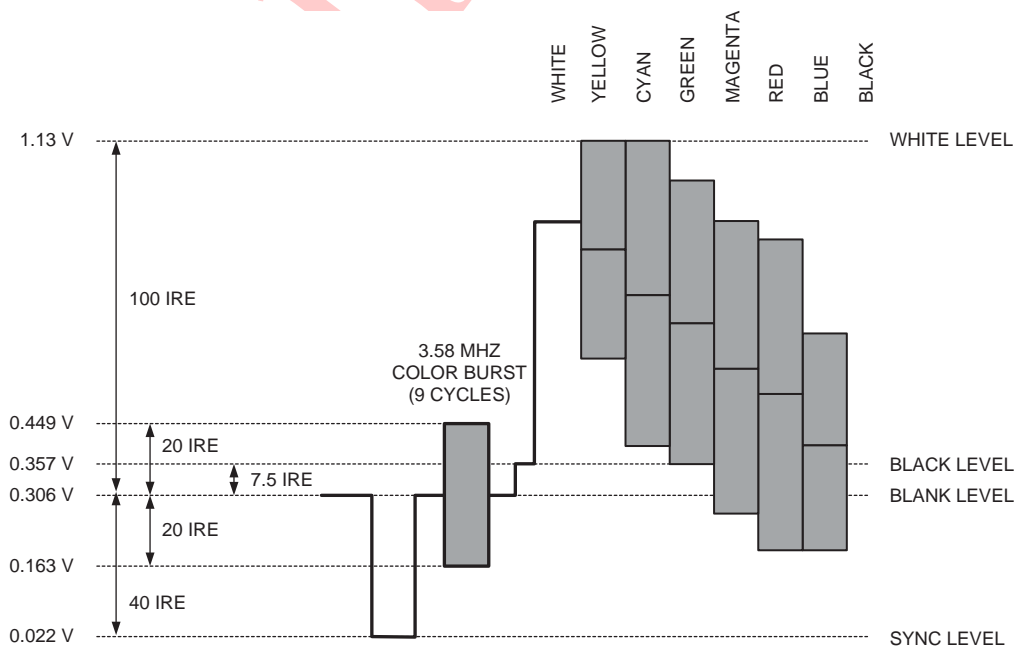 WHITE
YELLOW
CYAN
GREEN
MAGENTA
RED
BLUE
BLACK
1.13 V
WHITE LEVEL
100 IRE
3.58 MHZ
COLOR BURST
(9 CYCLES)
0.449 V
20 IRE
0.357 V
7.5 IRE
BLACK LEVEL
0.306 V
BLANK LEVEL
20 IRE
0.163 V
40 IRE
0.022 V
SYNC LEVEL